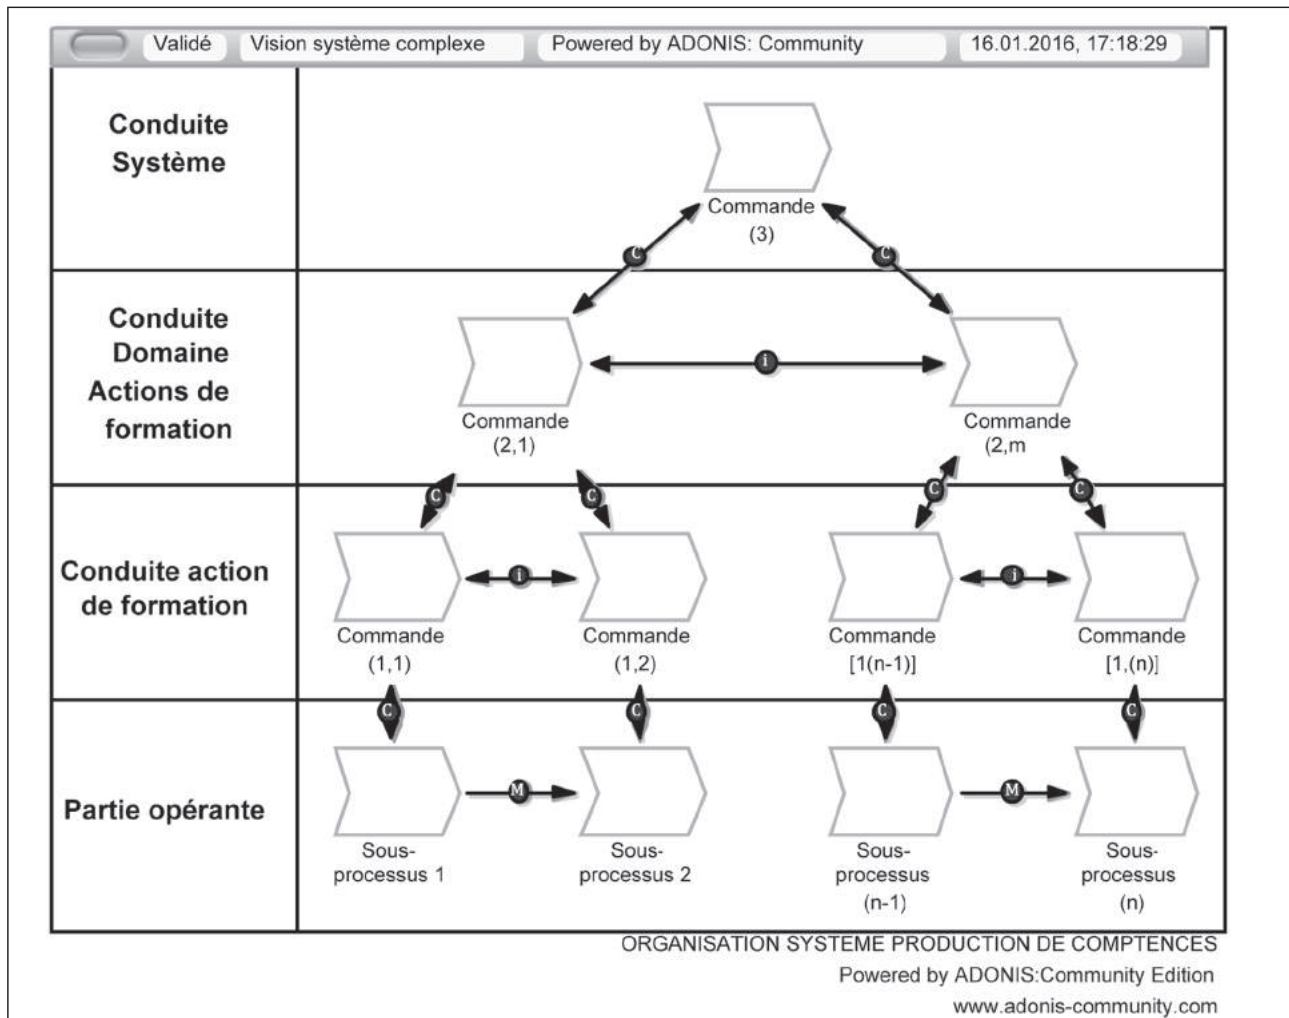 Validé Vision système complexe Powered by ADONIS: Community 16.01.2016, 17:18:29
Conduite
Système
Commande
(3)
C C
Conduite
Domaine
Actions de
formation
i
Commande
(2,1)
Commande
(2,m
C C C C
Conduite action
de formation
i i
Commande
(1,1)
Commande
(1,2)
Commande
[1(n-1)]
Commande
[1,(n)]
C C C C
Partie opérante
M M
Sous-
processus 1
Sous-
processus 2
Sous-
processus
(n-1)
Sous-
processus
(n)
ORGANISATION SYSTEME PRODUCTION DE COMPTENCES
Powered by ADONIS:Community Edition
www.adonis-community.com